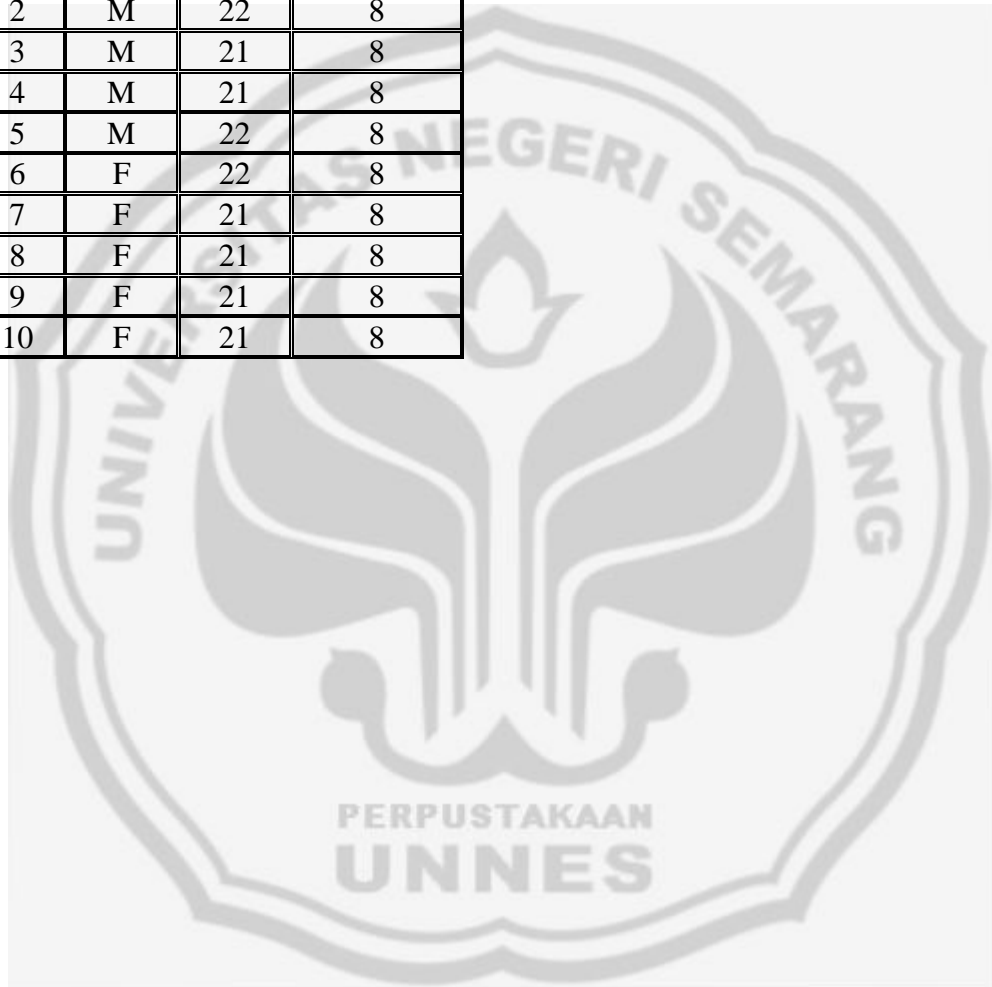 2 M 22 8
3 M 21 8
4 M 21 8
5 M 22 8
6 F 22 8
7 F 21 8
8 F 21 8
9 F 21 8
10 F 21 8
UNIVERSITAS NEGERI SEMARANG
PERPUSTAKAAN
UNNES